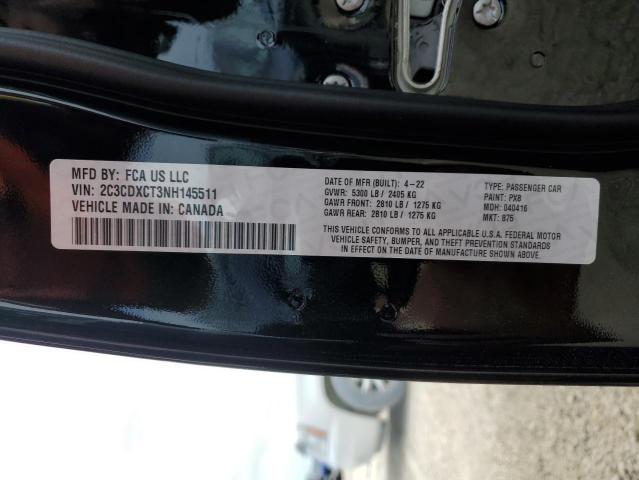 MFD BY: FCA US LLC
VIN: 2C3CDXCT3NH145511
VEHICLE MADE IN: CANADA
DATE OF MFR (BUILT): 4-22
GVWR: 5300 LB / 2405 KG
GAWR FRONT: 2810 LB / 1275 KG
GAWR REAR: 2810 LB / 1275 KG
TYPE: PASSENGER CAR
PAINT: PX8
MDH: 040416
MKT: 875
THIS VEHICLE CONFORMS TO ALL APPLICABLE U.S.A. FEDERAL MOTOR
VEHICLE SAFETY, BUMPER, AND THEFT PREVENTION STANDARDS
IN EFFECT ON THE DATE OF MANUFACTURE SHOWN ABOVE.